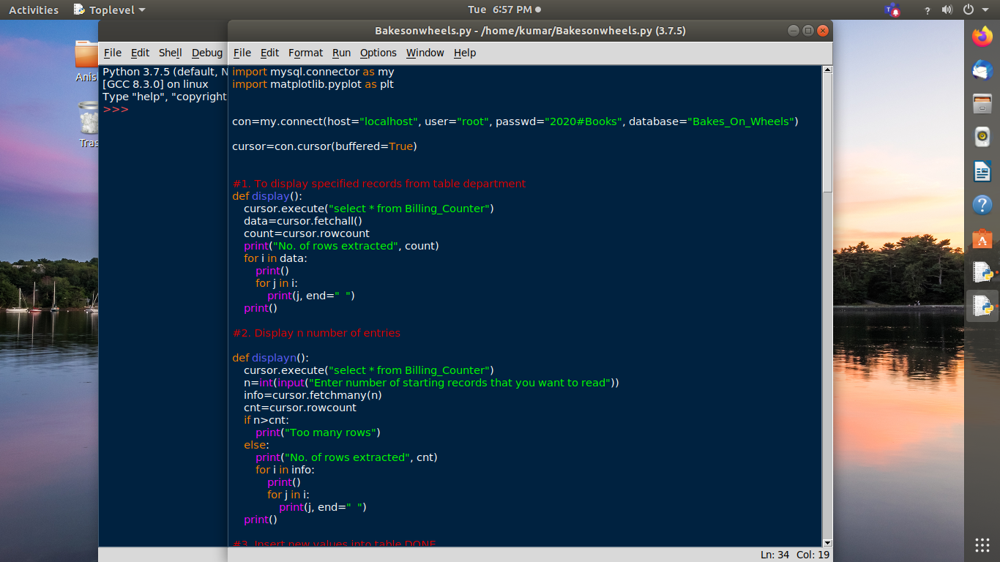 Activities Toplevel Tue 6:57 PM
Bakesonwheels.py - /home/kumar/Bakesonwheels.py (3.7.5)
File Edit Shell Debug
File Edit Format Run Options Window Help
Anis
Tras
Python 3.7.5 (default, N
[GCC 8.3.0] on linux
Type "help", "copyright
>>>
import mysql.connector as my
import matplotlib.pyplot as plt
con=my.connect(host="localhost", user="root", passwd="2020#Books", database="Bakes_On_Wheels")
cursor=con.cursor(buffered=True)
#1. To display specified records from table department
def display():
    cursor.execute("select * from Billing_Counter")
    data=cursor.fetchall()
    count=cursor.rowcount
    print("No. of rows extracted", count)
    for i in data:
        print()
        for j in i:
            print(j, end="  ")
    print()
#2. Display n number of entries
def displayn():
    cursor.execute("select * from Billing_Counter")
    n=int(input("Enter number of starting records that you want to read"))
    info=cursor.fetchmany(n)
    cnt=cursor.rowcount
    if n>cnt:
        print("Too many rows")
    else:
        print("No. of rows extracted", cnt)
        for i in info:
            print()
            for j in i:
                print(j, end="  ")
    print()
#3. Insert new values into table DONE
Ln: 34 Col: 19